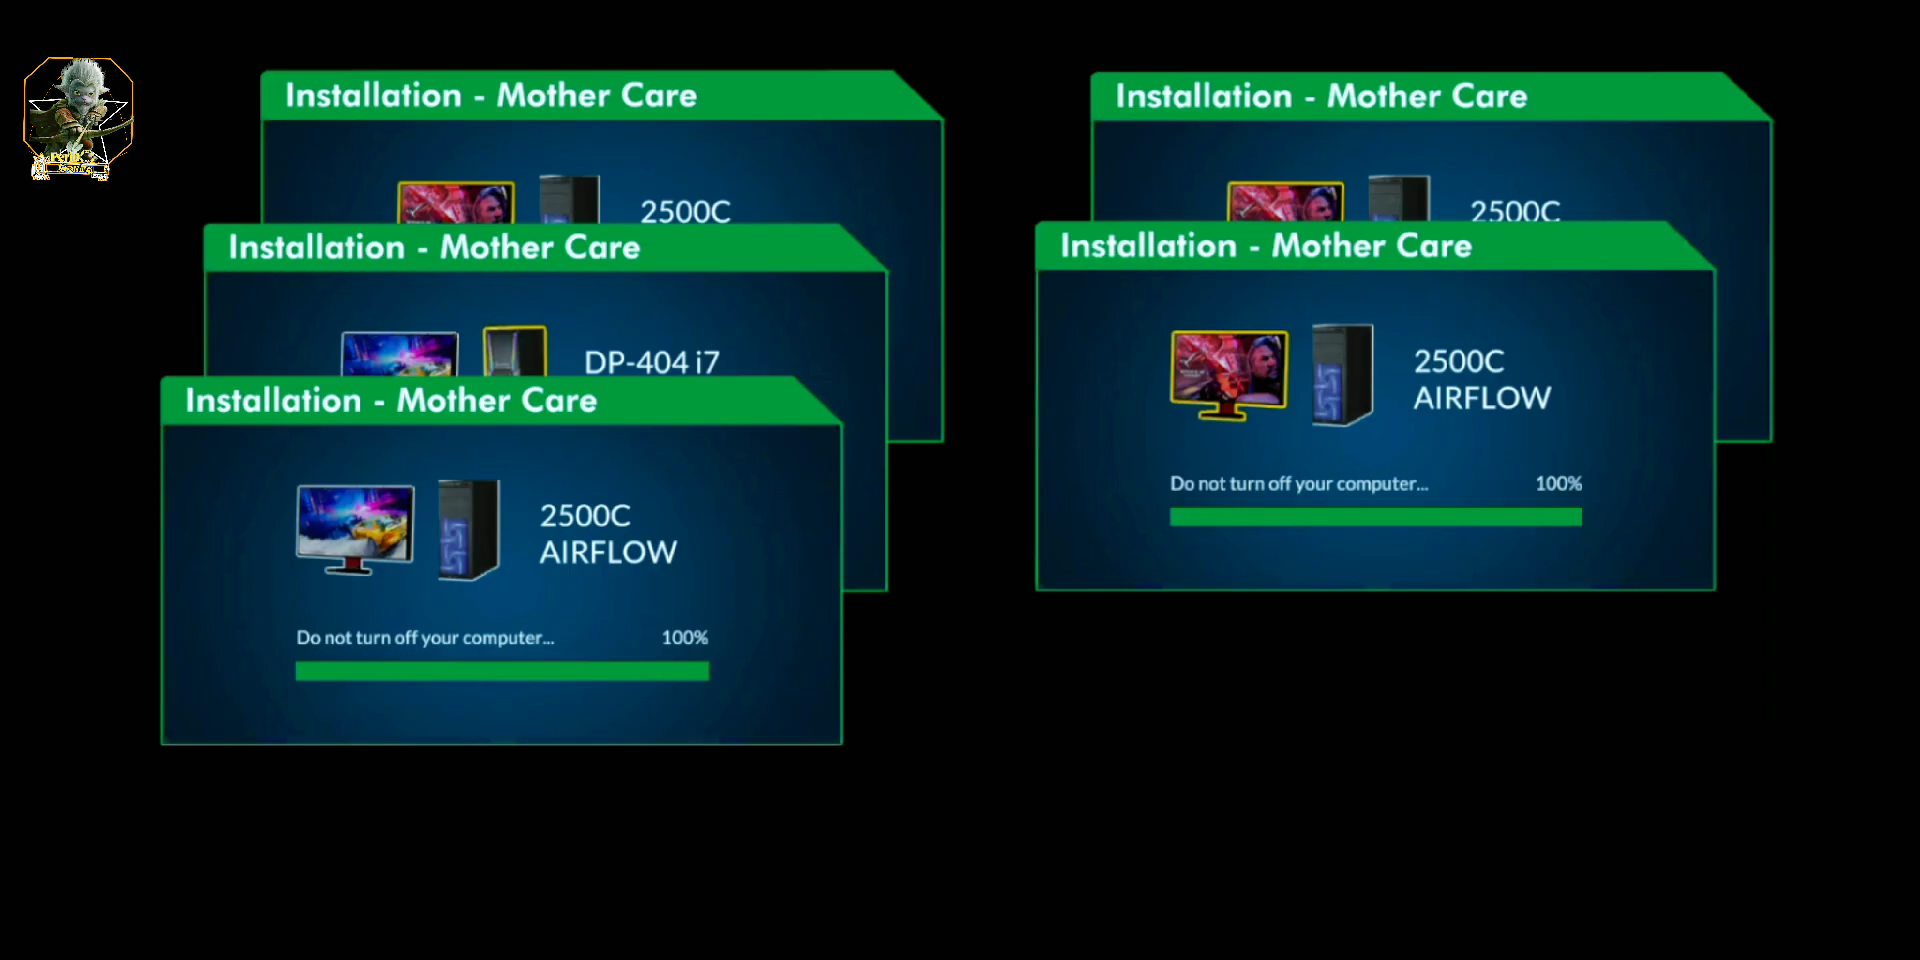 Installation - Mother Care
2500C
Installation - Mother Care
DP-404 i7
Installation - Mother Care
2500C
AIRFLOW
Do not turn off your computer... 100%
Installation - Mother Care
2500C
Installation - Mother Care
2500C
AIRFLOW
Do not turn off your computer... 100%